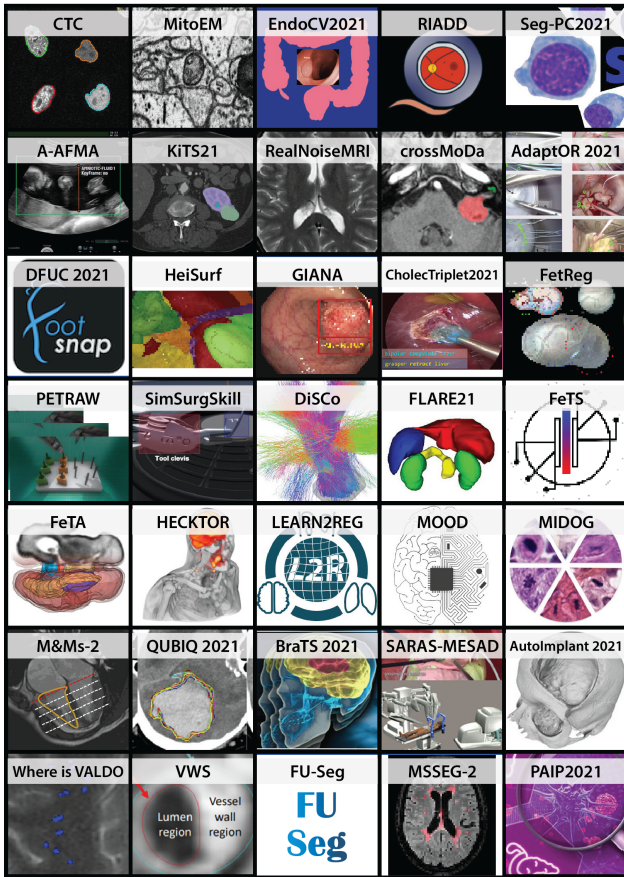 CTC
MitoEM
EndoCV2021
RIADD
Seg-PC2021
S
A-AFMA
KiTS21
RealNoiseMRI
crossMoDa
AdaptOR 2021
DFUC 2021
HeiSurf
GIANA
CholecTriplet2021
FetReg
Foot
snap
grasper retract liver
PETRAW
SimSurgSkill
DiSCo
FLARE21
FeTS
Tool clevis
FeTA
HECKTOR
LEARN2REG
MOOD
MIDOG
L2R
M&Ms-2
QUBIQ 2021
BraTS 2021
SARAS-MESAD
AutoImplant 2021
Where is VALDO
VWS
FU-Seg
MSSEG-2
PAIP2021
Lumen
region
Vessel
wall
region
FU
Seg